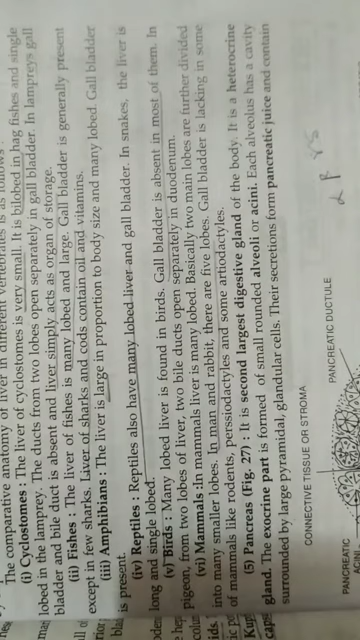 The comparative anatomy of liver in different vertebrates is as follows :
(i) Cyclostomes : The liver of cyclostomes is very small. It is bilobed in hag fishes and single
lobed in the lamprey. The ducts from two lobes open separately in gall bladder. In lampreys gall
bladder and bile duct is absent and liver simply acts as organ of storage.
(ii) Fishes : The liver of fishes is many lobed and large. Gall bladder is generally present
except in few sharks. Liver of sharks and cods contain oil and vitamins.
(iii) Amphibians : The liver is large in proportion to body size and many lobed. Gall bladder
is present.
(iv) Reptiles : Reptiles also have many lobed liver and gall bladder. In snakes, the liver is
long and single lobed.
(v) Birds : Many lobed liver is found in birds. Gall bladder is absent in most of them. In
pigeon, from two lobes of liver, two bile ducts open separately in duodenum.
(vi) Mammals :In mammals liver is many lobed. Basically two main lobes are further divided
into many smaller lobes. In man and rabbit, there are five lobes. Gall bladder is lacking in some
of mammals like rodents, perssiodactyles and some artiodactyles.
(5) Pancreas (Fig. 27) : It is second largest digestive gland of the body. It is a heterocrine
gland. The exocrine part is formed of small rounded alveoli or acini. Each alveolus has a cavity
surrounded by large pyramidal, glandular cells. Their secretions form pancreatic juice and contain
CONNECTIVE TISSUE OR STROMA
PANCREATIC DUCTULE
PANCREATIC
ACINI